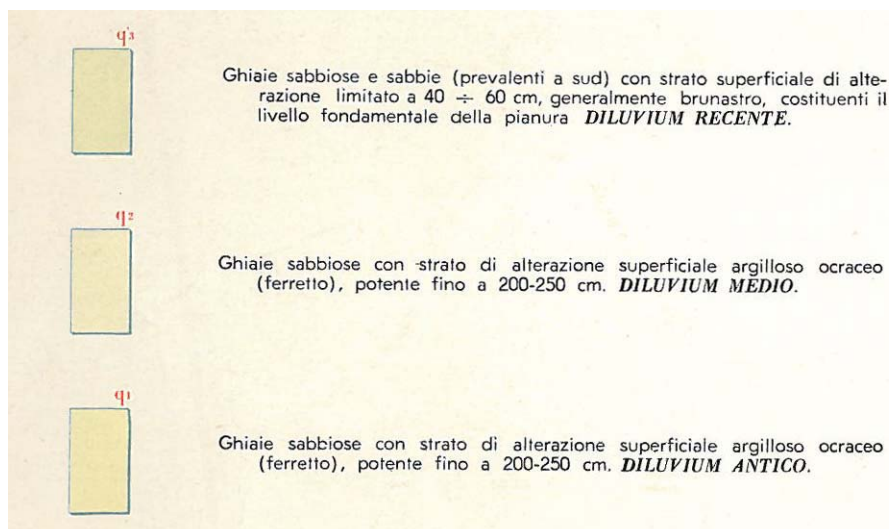 q³
Ghiaie sabbiose e sabbie (prevalenti a sud) con strato superficiale di alte-
razione limitato a 40 ÷ 60 cm, generalmente brunastro, costituenti il
livello fondamentale della pianura DILUVIUM RECENTE.
q²
Ghiaie sabbiose con strato di alterazione superficiale argilloso ocraceo
(ferretto), potente fino a 200-250 cm. DILUVIUM MEDIO.
q¹
Ghiaie sabbiose con strato di alterazione superficiale argilloso ocraceo
(ferretto), potente fino a 200-250 cm. DILUVIUM ANTICO.